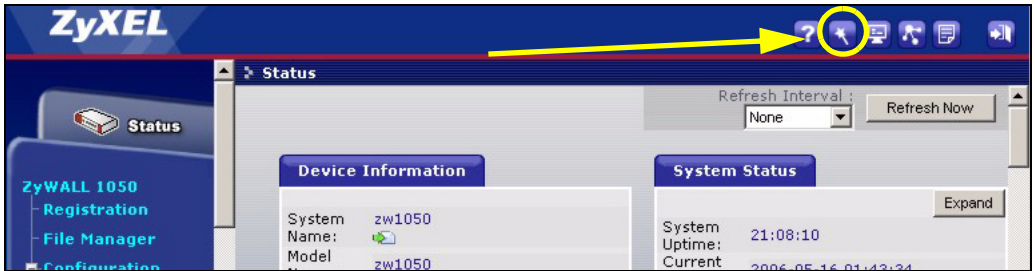 ZyXEL
?
Status
Refresh Interval :
None
Refresh Now
Status
Device Information
System Status
Expand
ZyWALL 1050
Registration
File Manager
Configuration
System
Name:
zw1050
Model
zw1050
System
Uptime:
21:08:10
Current
2006-05-16 01:43:34